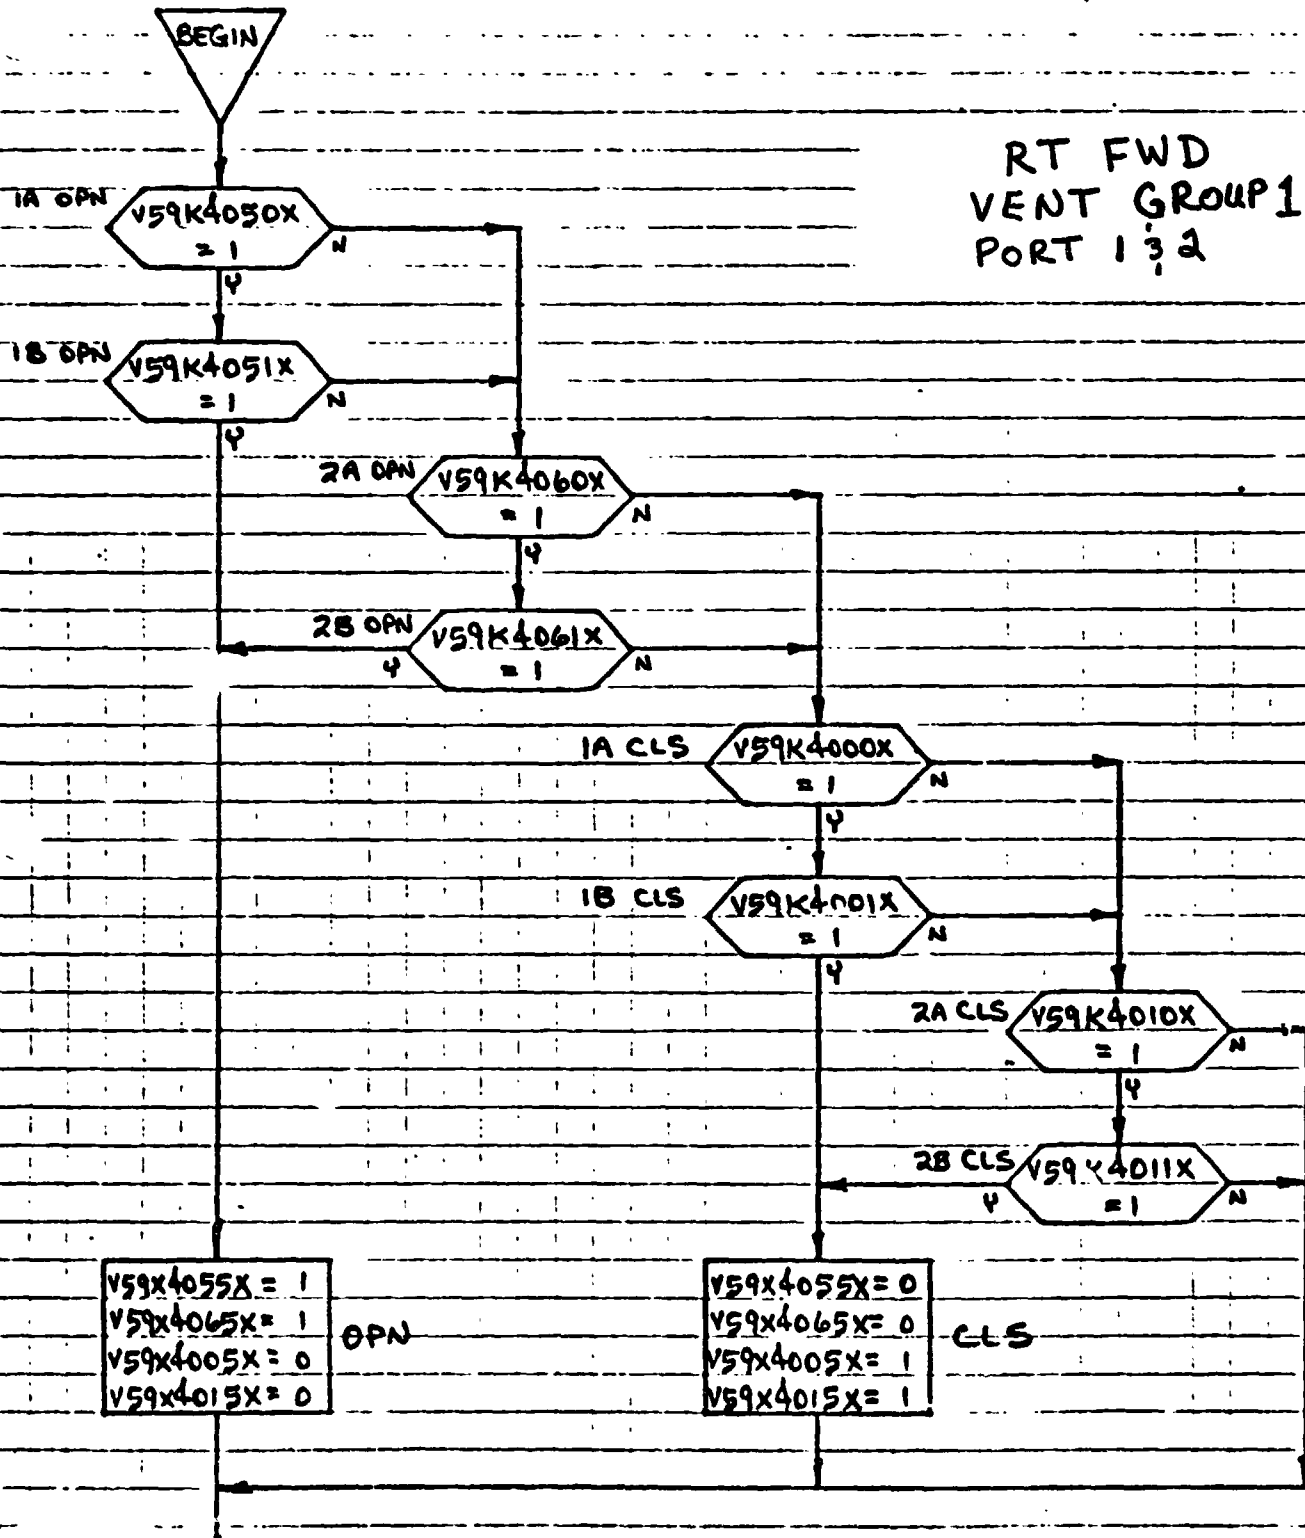 BEGIN
RT FWD
VENT GROUP 1
PORT 1 & 2
1A OPN
V59K4050X
= 1
N
Y
1B OPN
V59K4051X
= 1
N
Y
2A OPN
V59K4060X
= 1
N
Y
2B OPN
V59K4061X
= 1
Y
N
1A CLS
V59K4000X
= 1
N
Y
1B CLS
V59K4001X
= 1
N
Y
2A CLS
V59K4010X
= 1
N
Y
2B CLS
V59K4011X
= 1
Y
N
V59X4055X = 1
V59X4065X = 1
V59X4005X = 0
V59X4015X = 0
OPN
V59X4055X = 0
V59X4065X = 0
V59X4005X = 1
V59X4015X = 1
CLS